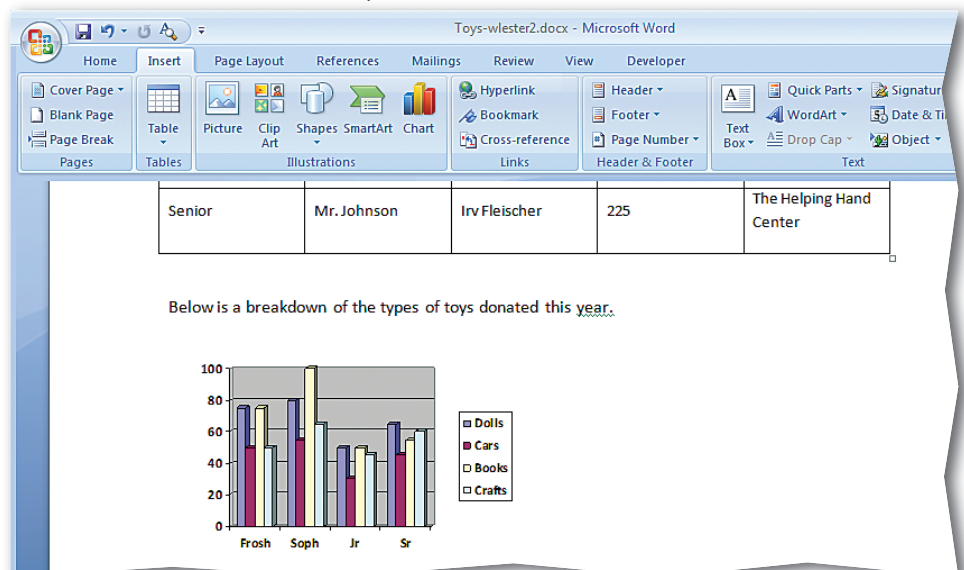 Toys-wlester2.docx - Microsoft Word
Home Insert Page Layout References Mailings Review View Developer
Cover Page
Blank Page
Page Break
Pages
Table
Tables
Picture
Clip Art
Shapes
SmartArt
Chart
Illustrations
Hyperlink
Bookmark
Cross-reference
Links
Header
Footer
Page Number
Header & Footer
A
Text Box
Quick Parts
WordArt
Drop Cap
Signatur
Date & Ti
Object
Text
Senior Mr. Johnson Irv Fleischer 225 The Helping Hand
Center
Below is a breakdown of the types of toys donated this year.
100
80
60
40
20
0
Frosh Soph Jr Sr
Dolls
Cars
Books
Crafts